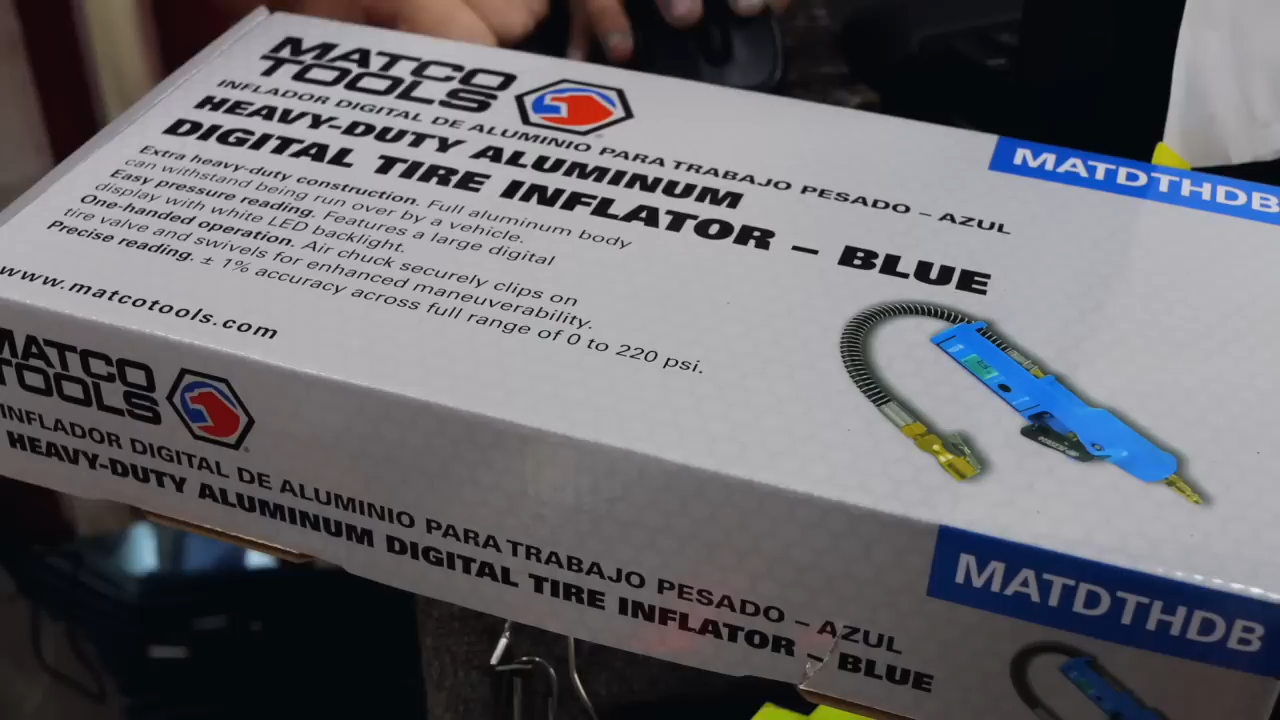 MATCO
TOOLS
INFLADOR DIGITAL DE ALUMINIO PARA TRABAJO PESADO – AZUL
HEAVY-DUTY ALUMINUM
DIGITAL TIRE INFLATOR – BLUE
MATDTHDB
Extra heavy-duty construction. Full aluminum body
can withstand being run over by a vehicle.
Easy pressure reading. Features a large digital
display with white LED backlight.
One-handed operation. Air chuck securely clips on
tire valve and swivels for enhanced maneuverability.
Precise reading. ± 1% accuracy across full range of 0 to 220 psi.
www.matcotools.com
MATCO
TOOLS
INFLADOR DIGITAL DE ALUMINIO PARA TRABAJO PESADO – AZUL
HEAVY-DUTY ALUMINUM DIGITAL TIRE INFLATOR – BLUE
MATDTHDB